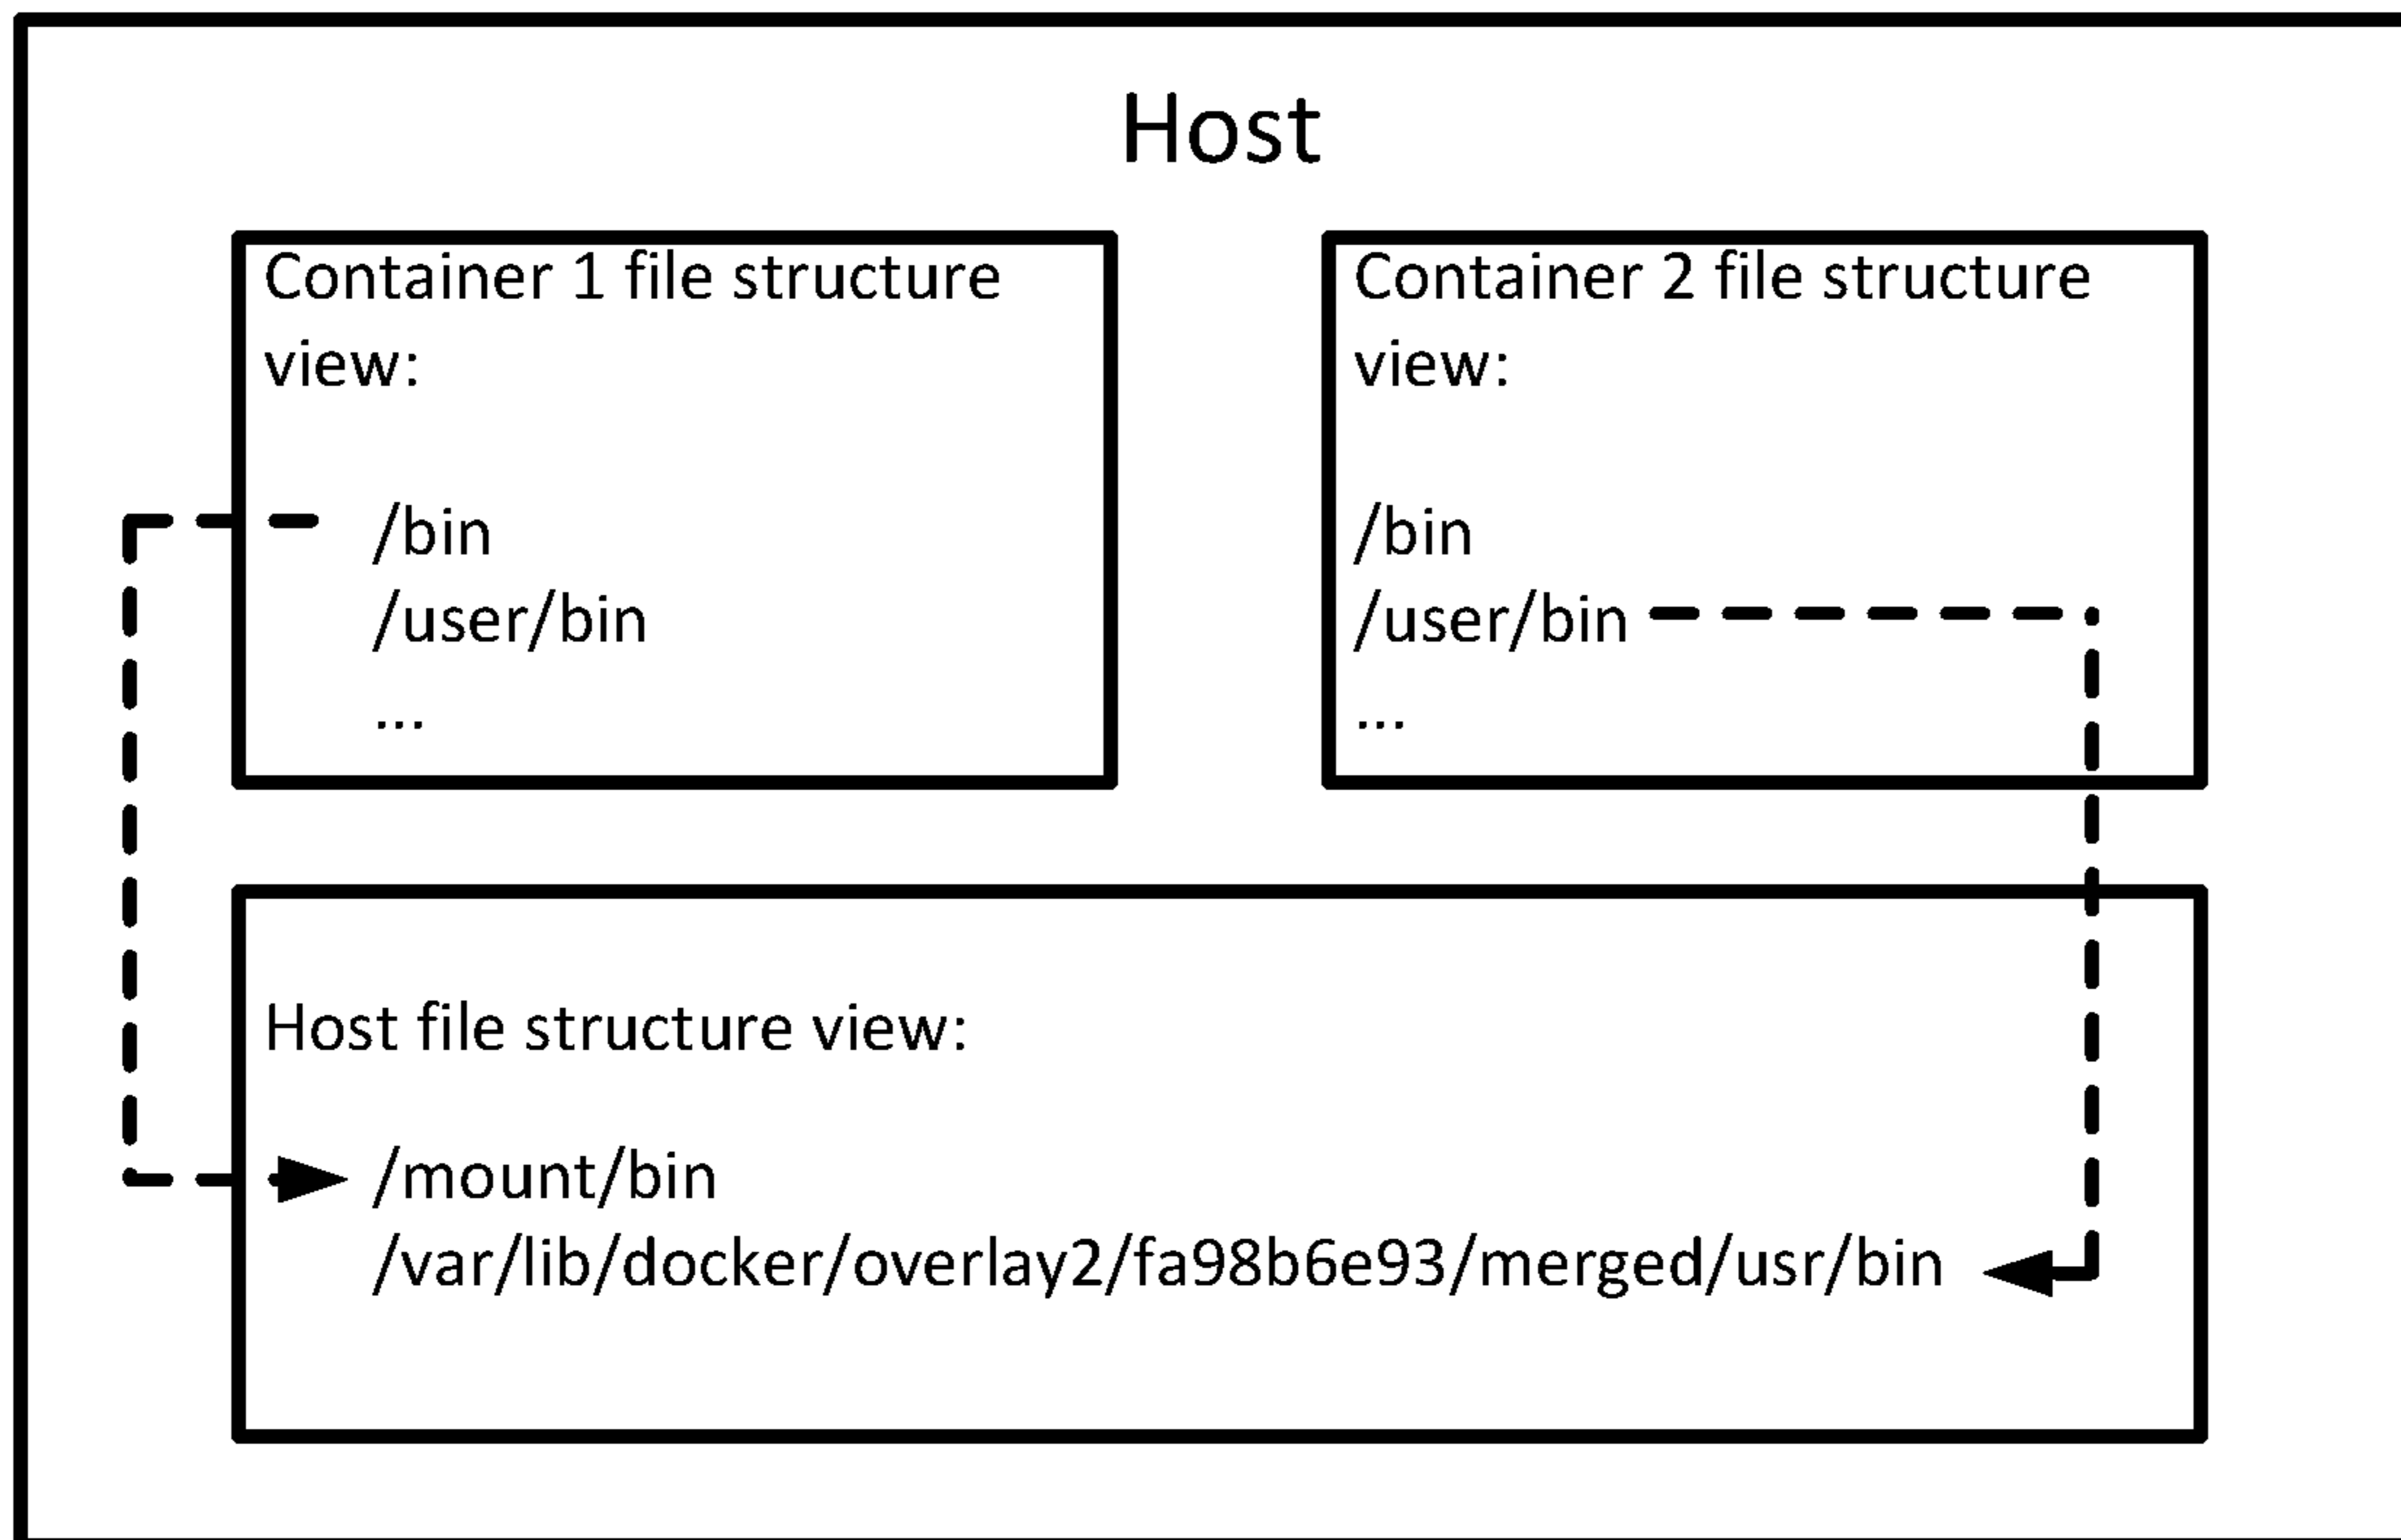 Host
Container 1 file structure
view:
/bin
/user/bin
...
Container 2 file structure
view:
/bin
/user/bin
...
Host file structure view:
/mount/bin
/var/lib/docker/overlay2/fa98b6e93/merged/usr/bin